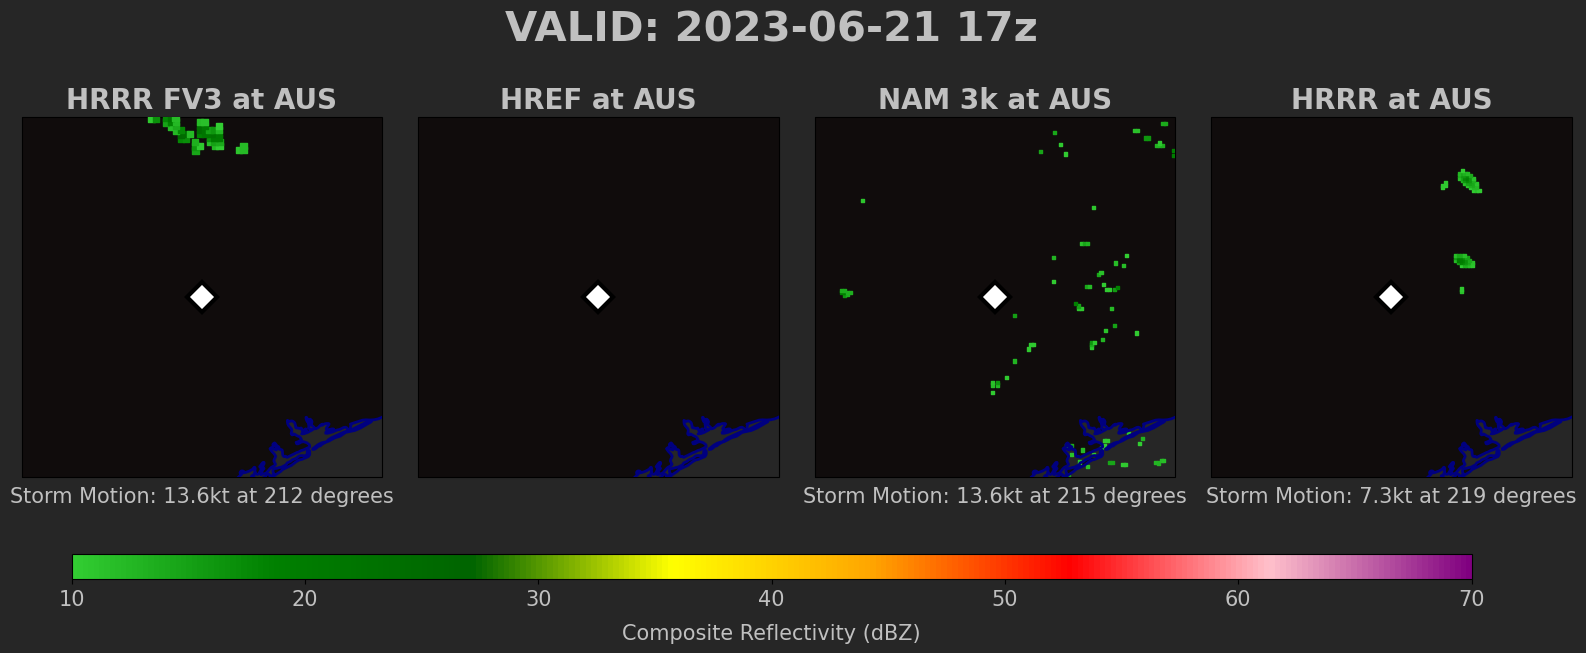 VALID: 2023-06-21 17z
HRRR FV3 at AUS
HREF at AUS
NAM 3k at AUS
HRRR at AUS
Storm Motion: 13.6kt at 212 degrees
Storm Motion: 13.6kt at 215 degrees
Storm Motion: 7.3kt at 219 degrees
10 20 30 40 50 60 70
Composite Reflectivity (dBZ)